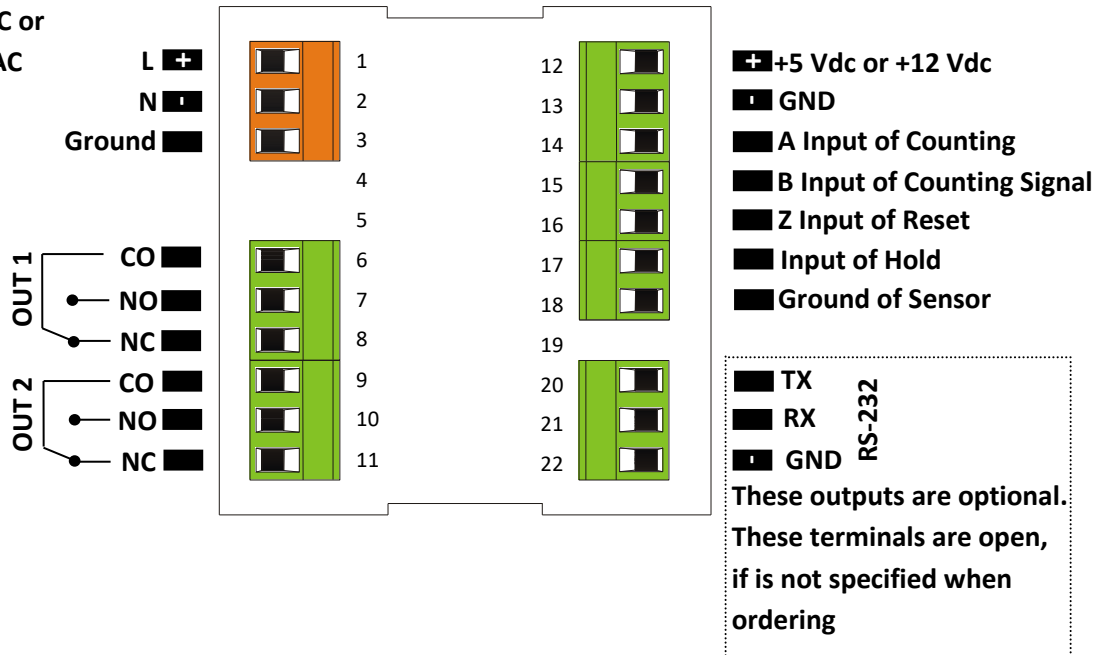 C or
AC
L +
N -
Ground
OUT 1
CO
NO
NC
OUT 2
CO
NO
NC
1
2
3
4
5
6
7
8
9
10
11
12
13
14
15
16
17
18
19
20
21
22
+ +5 Vdc or +12 Vdc
- GND
A Input of Counting
B Input of Counting Signal
Z Input of Reset
Input of Hold
Ground of Sensor
TX
RX
- GND
RS-232
These outputs are optional.
These terminals are open,
if is not specified when
ordering